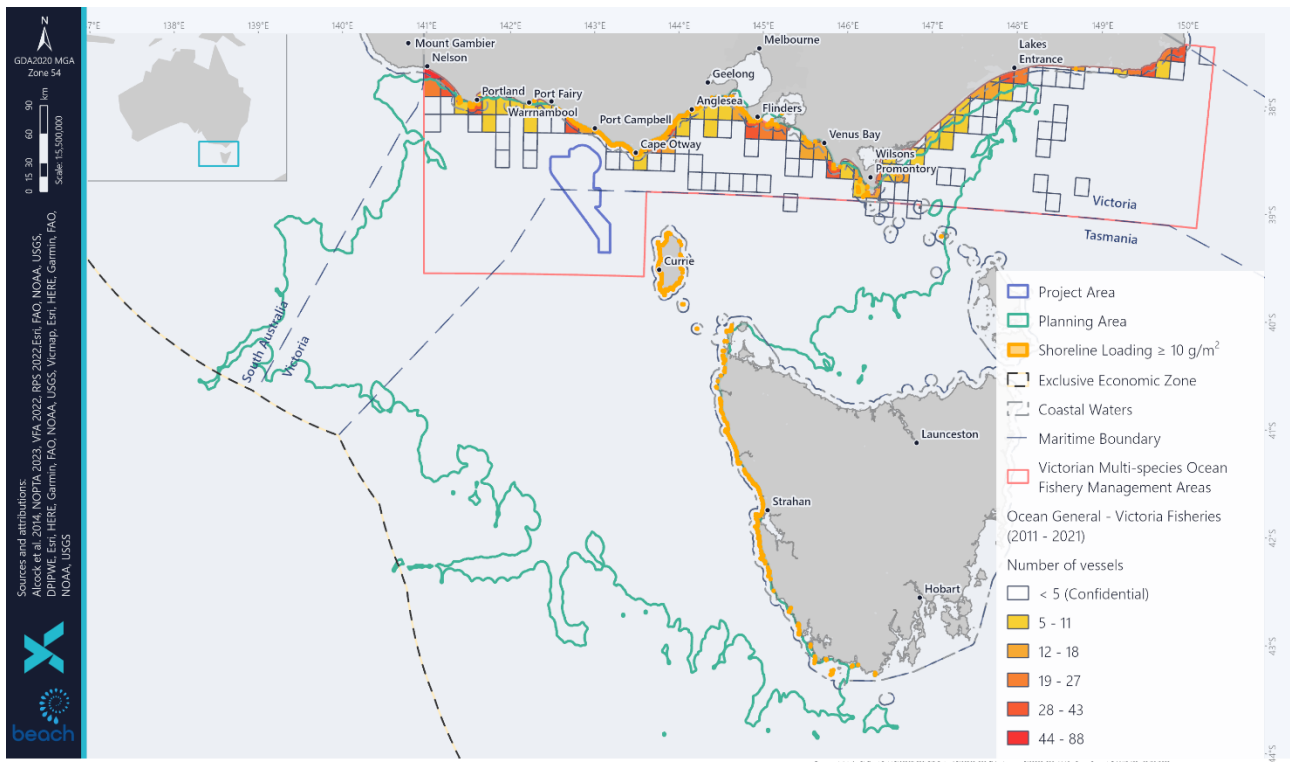 N
GDA2020 MGA
Zone 54
0 15 30 60 90
km
Scale: 1:5,500,000
Sources and attributions:
Alcock et al. 2014, NOPTA 2023, VFA 2022, RPS 2022,Esri, FAO, NOAA, USGS,
DPIPWE, Esri, HERE, Garmin, FAO, NOAA, USGS, Vicmap, Esri, HERE, Garmin, FAO,
NOAA, USGS
beach
7°E
138°E
139°E
140°E
141°E
142°E
143°E
144°E
145°E
146°E
147°E
148°E
149°E
150°E
38°S
39°S
40°S
41°S
42°S
43°S
44°S
Mount Gambier
Nelson
Portland
Port Fairy
Warrnambool
Port Campbell
Cape Otway
Anglesea
Geelong
Melbourne
Flinders
Venus Bay
Wilsons
Promontory
Lakes
Entrance
Victoria
Tasmania
Currie
South Australia
Victoria
Launceston
Strahan
Hobart
Project Area
Planning Area
Shoreline Loading ≥ 10 g/m²
Exclusive Economic Zone
Coastal Waters
Maritime Boundary
Victorian Multi-species Ocean
Fishery Management Areas
Ocean General - Victoria Fisheries
(2011 - 2021)
Number of vessels
< 5 (Confidential)
5 - 11
12 - 18
19 - 27
28 - 43
44 - 88